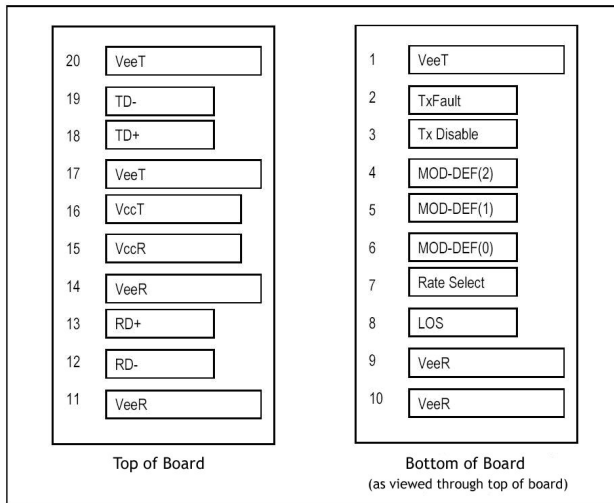 20 VeeT
19 TD-
18 TD+
17 VeeT
16 VccT
15 VccR
14 VeeR
13 RD+
12 RD-
11 VeeR
Top of Board
1 VeeT
2 TxFault
3 Tx Disable
4 MOD-DEF(2)
5 MOD-DEF(1)
6 MOD-DEF(0)
7 Rate Select
8 LOS
9 VeeR
10 VeeR
Bottom of Board
(as viewed through top of board)